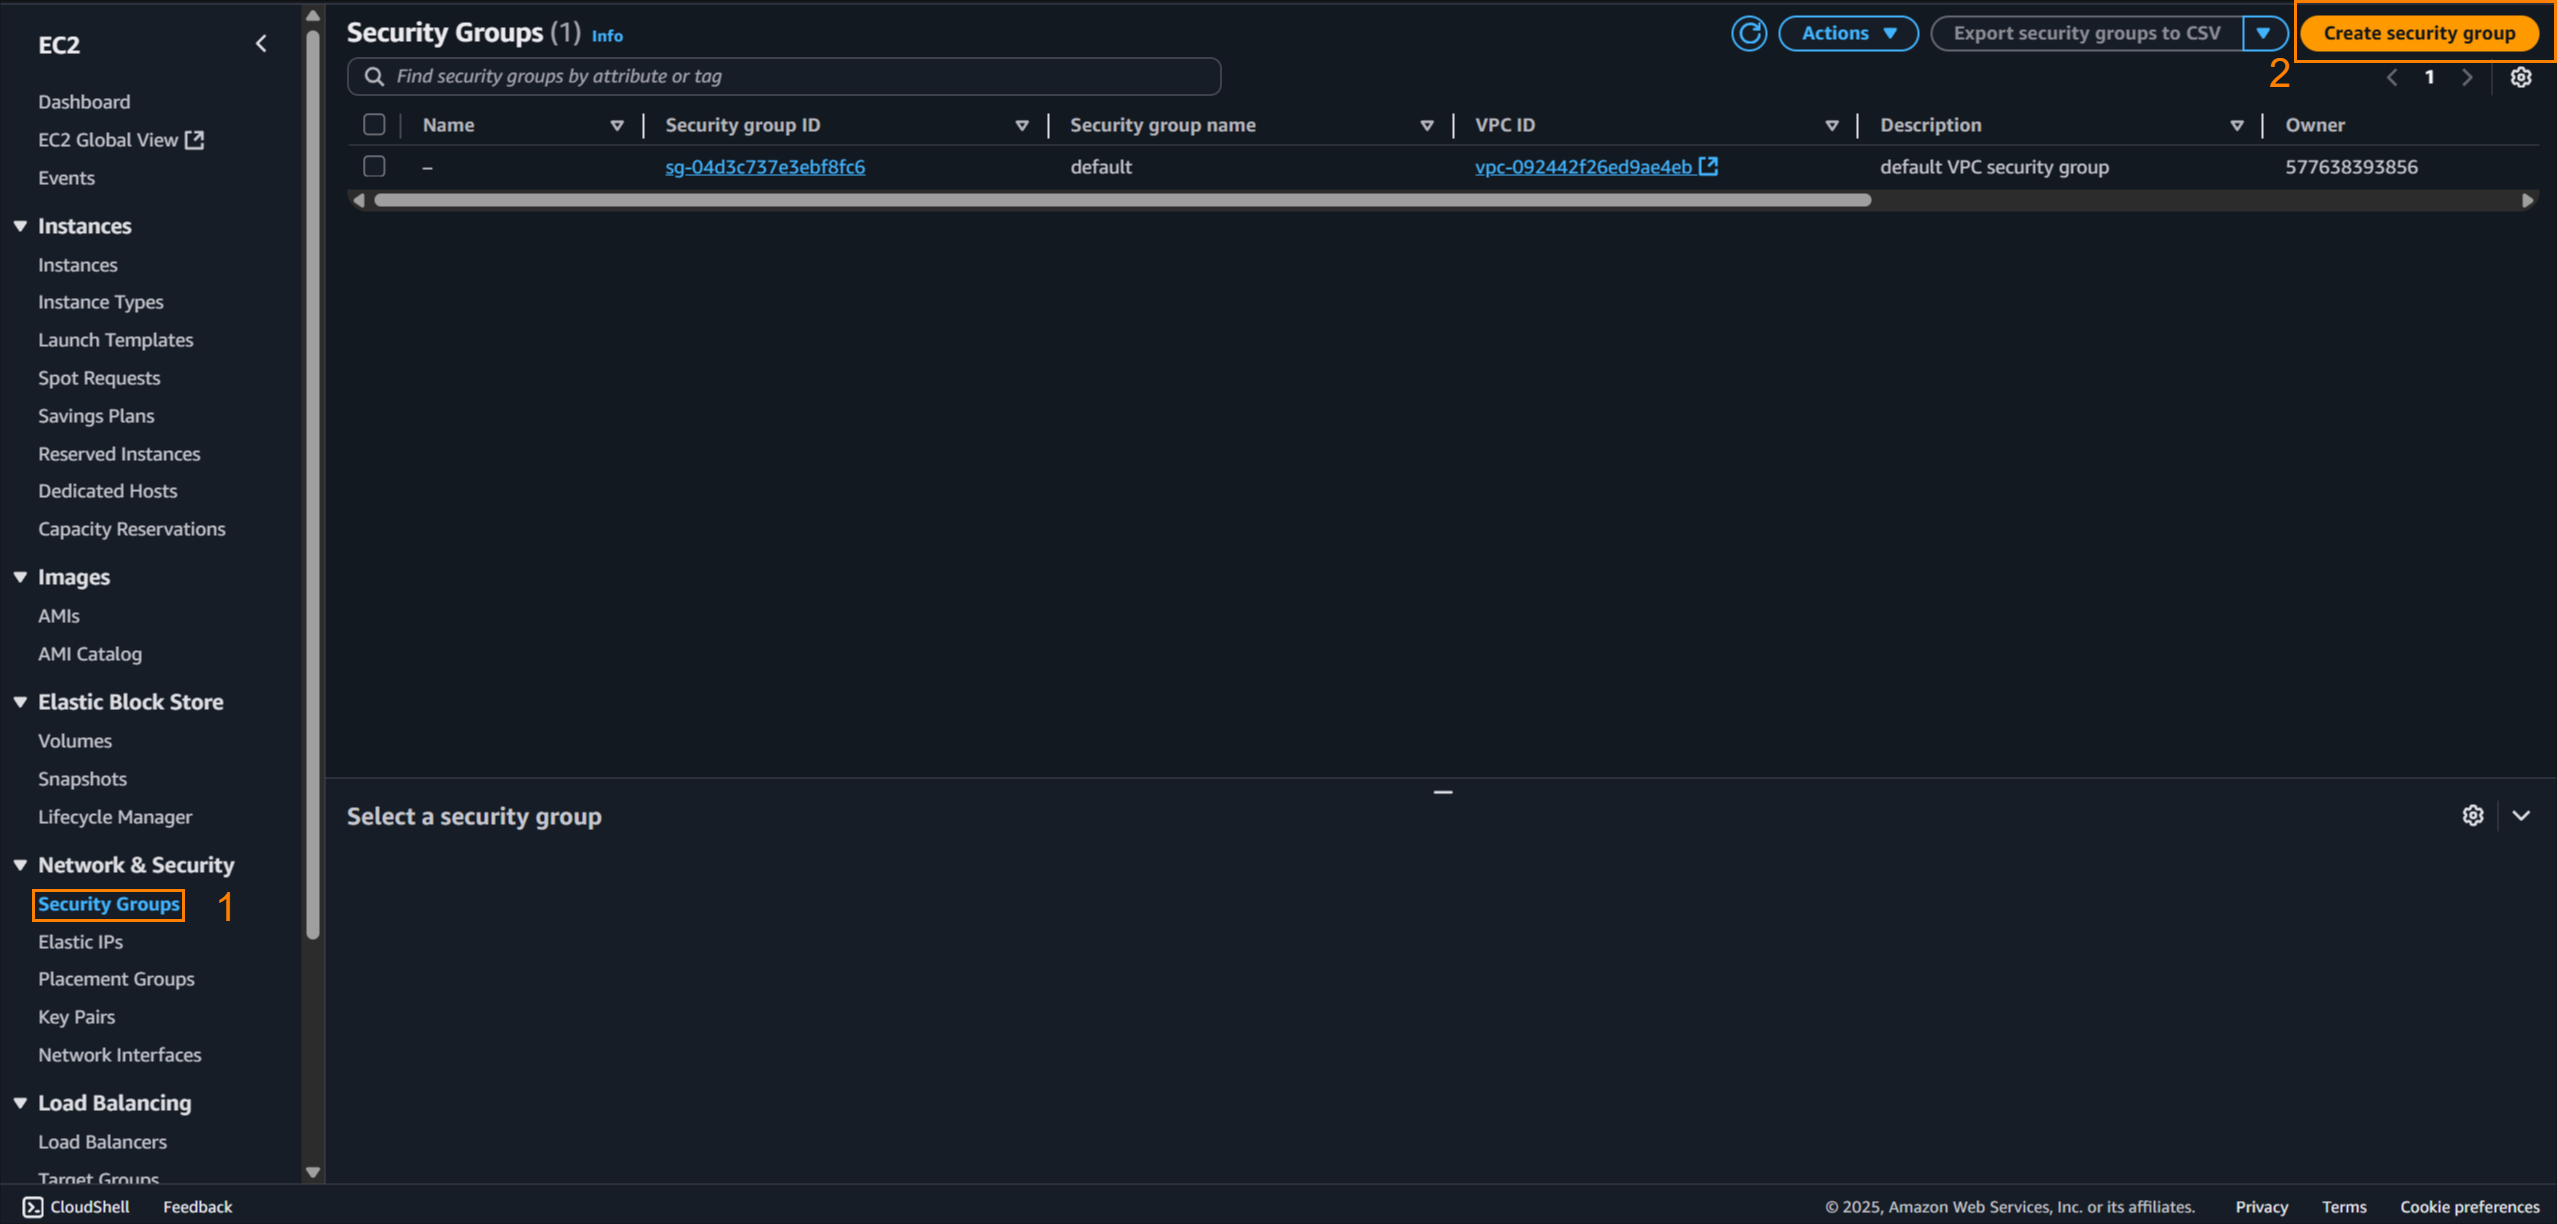 EC2
Dashboard
EC2 Global View
Events
Instances
Instances
Instance Types
Launch Templates
Spot Requests
Savings Plans
Reserved Instances
Dedicated Hosts
Capacity Reservations
Images
AMIs
AMI Catalog
Elastic Block Store
Volumes
Snapshots
Lifecycle Manager
Network & Security
Security Groups 1
Elastic IPs
Placement Groups
Key Pairs
Network Interfaces
Load Balancing
Load Balancers
Target Groups
Security Groups (1) Info
Actions Export security groups to CSV Create security group
Find security groups by attribute or tag
2
1
Name Security group ID Security group name VPC ID Description Owner
– sg-04d3c737e3ebf8fc6 default vpc-092442f26ed9ae4eb default VPC security group 577638393856
Select a security group
CloudShell Feedback © 2025, Amazon Web Services, Inc. or its affiliates. Privacy Terms Cookie preferences